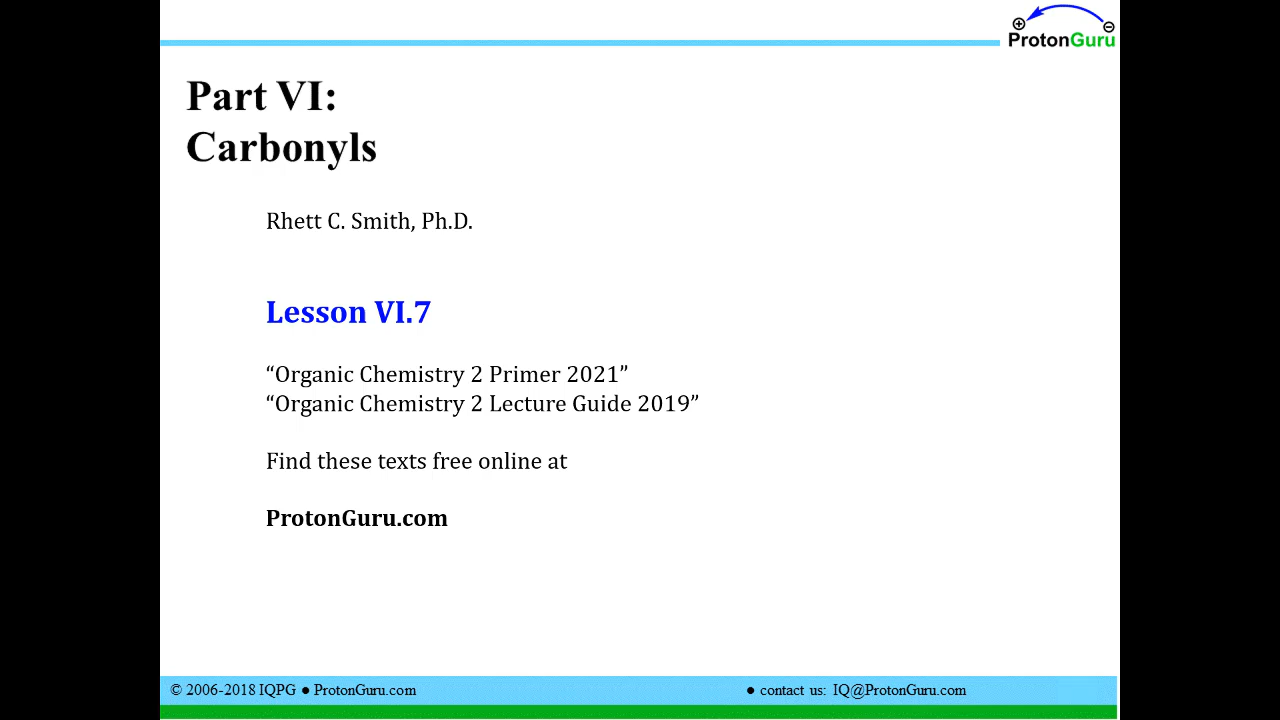 ⊕ ⊖
ProtonGuru
Part VI:
Carbonyls
Rhett C. Smith, Ph.D.
Lesson VI.7
“Organic Chemistry 2 Primer 2021”
“Organic Chemistry 2 Lecture Guide 2019”
Find these texts free online at
ProtonGuru.com
© 2006-2018 IQPG ● ProtonGuru.com
● contact us: IQ@ProtonGuru.com